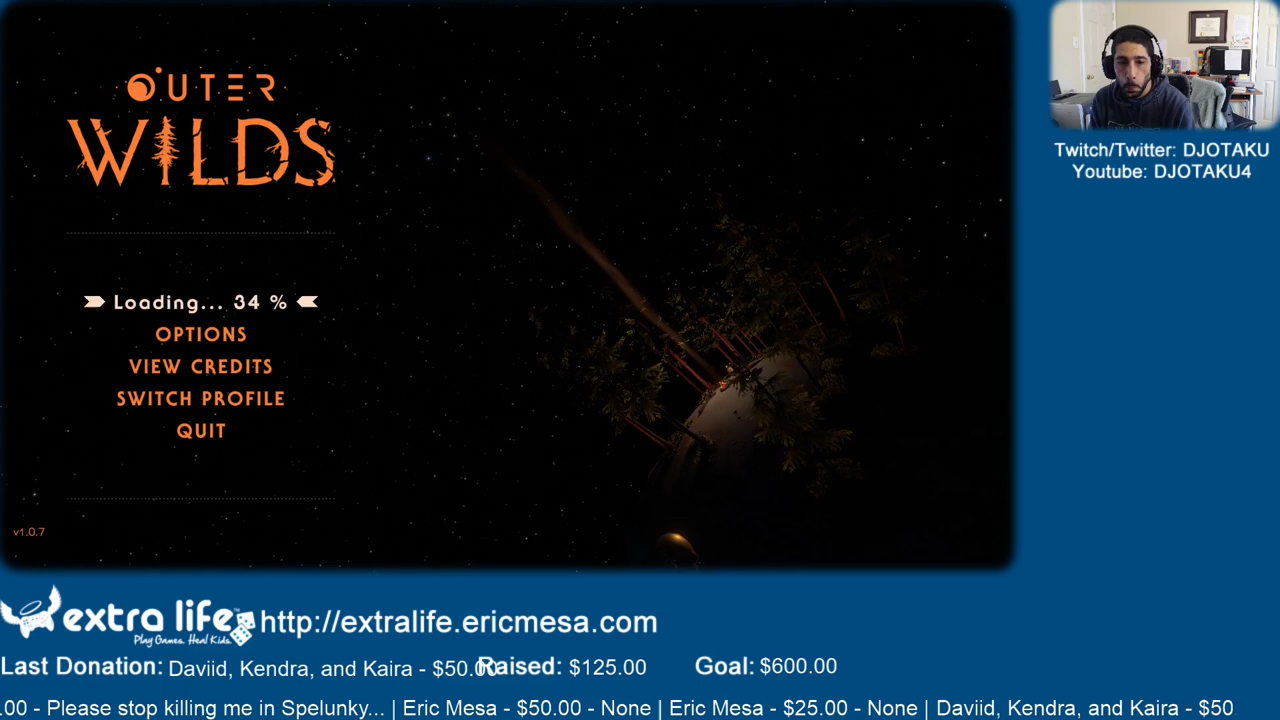 OUTER
WILDS
Loading... 34 %
OPTIONS
VIEW CREDITS
SWITCH PROFILE
QUIT
v1.0.7
Twitch/Twitter: DJOTAKU
Youtube: DJOTAKU4
extra life
Play Games. Heal Kids.
http://extralife.ericmesa.com
Last Donation: Daviid, Kendra, and Kaira - $50.00 Raised: $125.00 Goal: $600.00
.00 - Please stop killing me in Spelunky... | Eric Mesa - $50.00 - None | Eric Mesa - $25.00 - None | Daviid, Kendra, and Kaira - $50